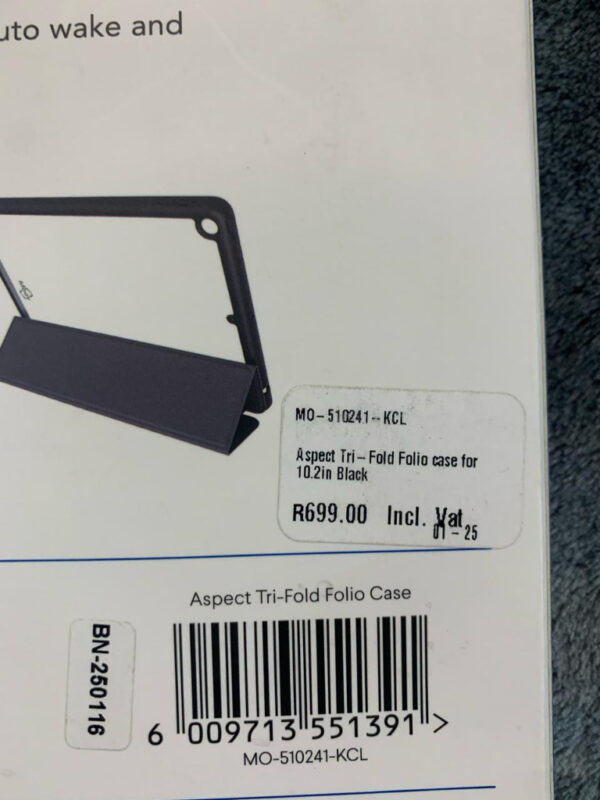 uto wake and
MO-510241-KCL
Aspect Tri-Fold Folio case for
10.2in Black
R699.00 Incl. Vat
01-25
Aspect Tri-Fold Folio Case
BN-250116
6 009713 551391 >
MO-510241-KCL